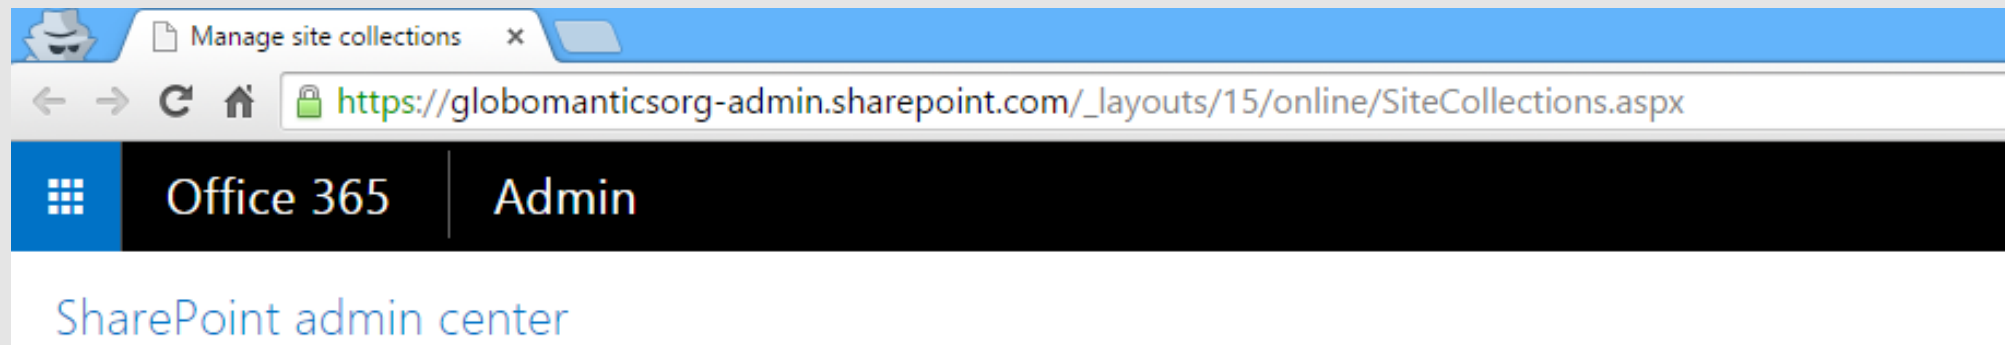 Manage site collections
https://globomanticsorg-admin.sharepoint.com/_layouts/15/online/SiteCollections.aspx
Office 365 Admin
SharePoint admin center